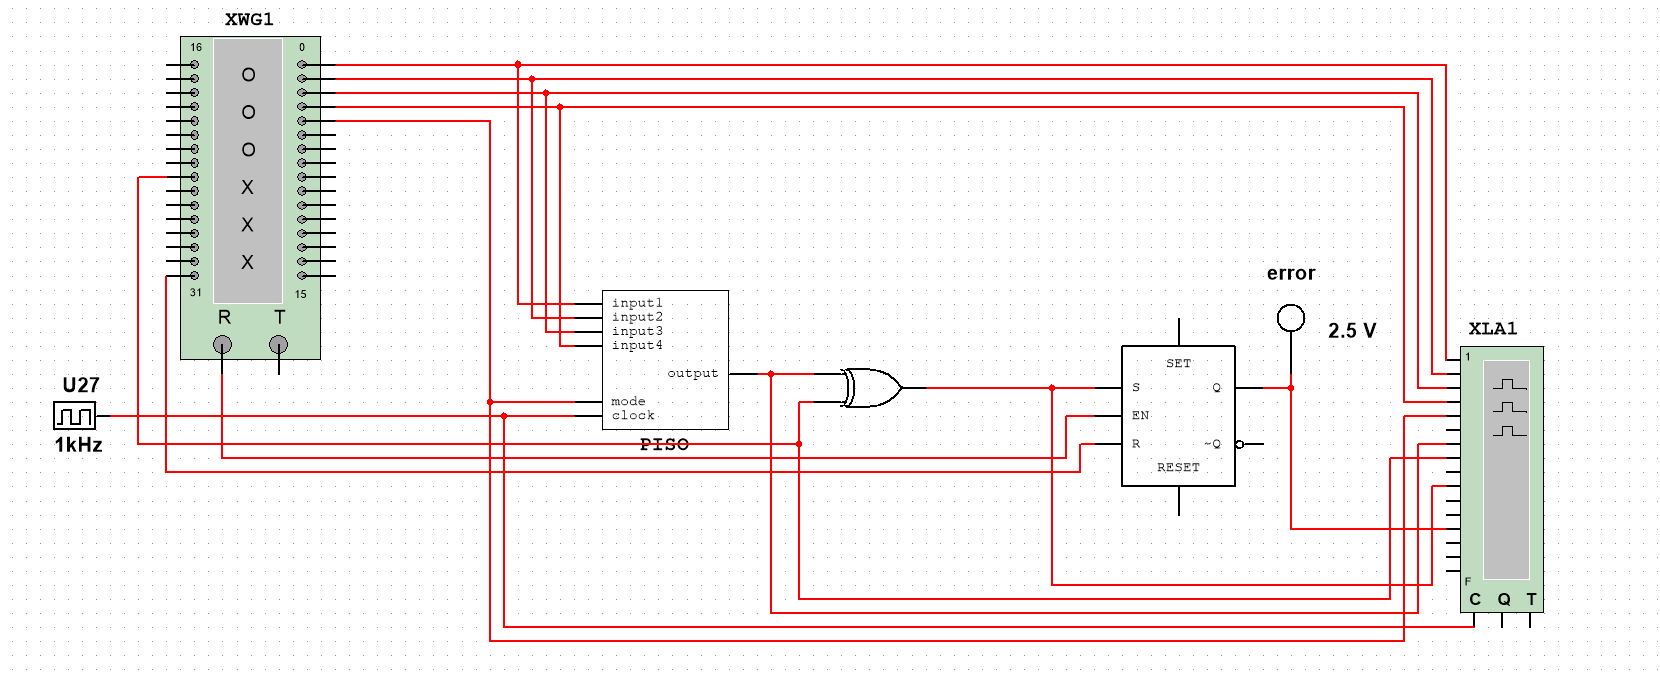 XWG1
16 0
O
O
O
X
X
X
31 15
R T
U27
1kHz
input1
input2
input3
input4
output
mode
clock
PISO
SET
S Q
EN
R ~Q
RESET
error
2.5 V
XLA1
1
F
C Q T